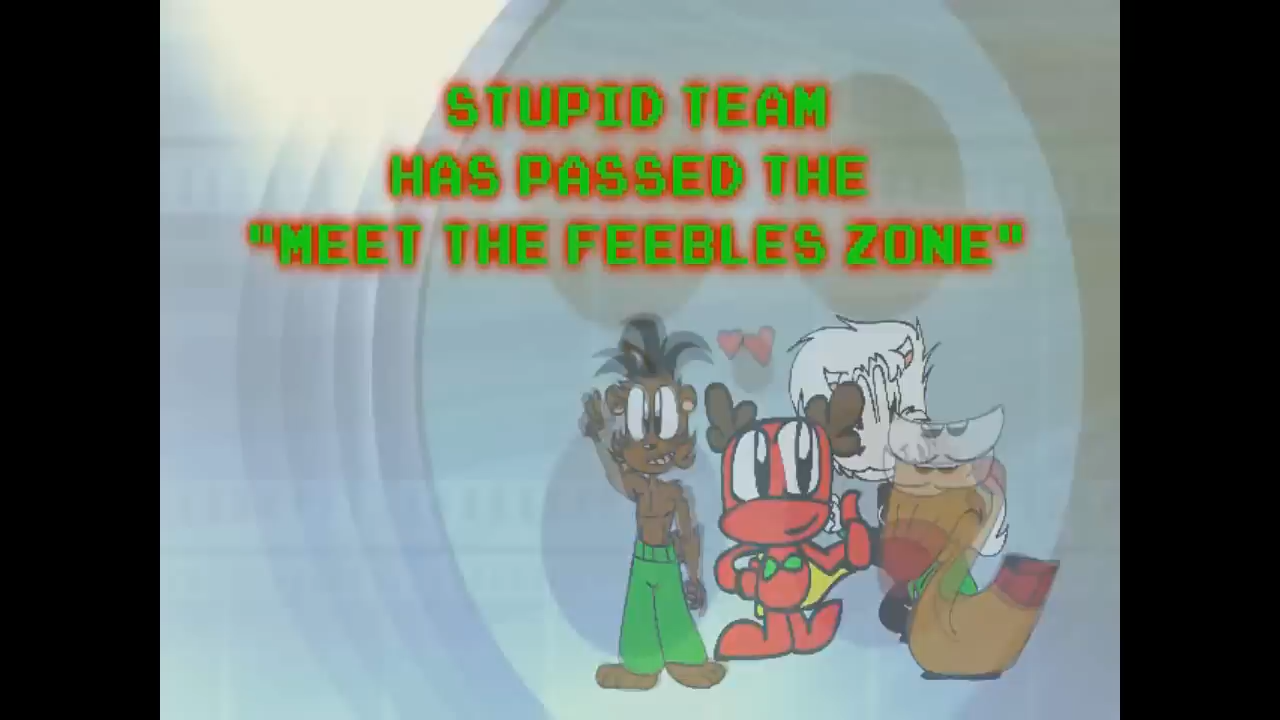 STUPID TEAM
HAS PASSED THE
"MEET THE FEEBLES ZONE"